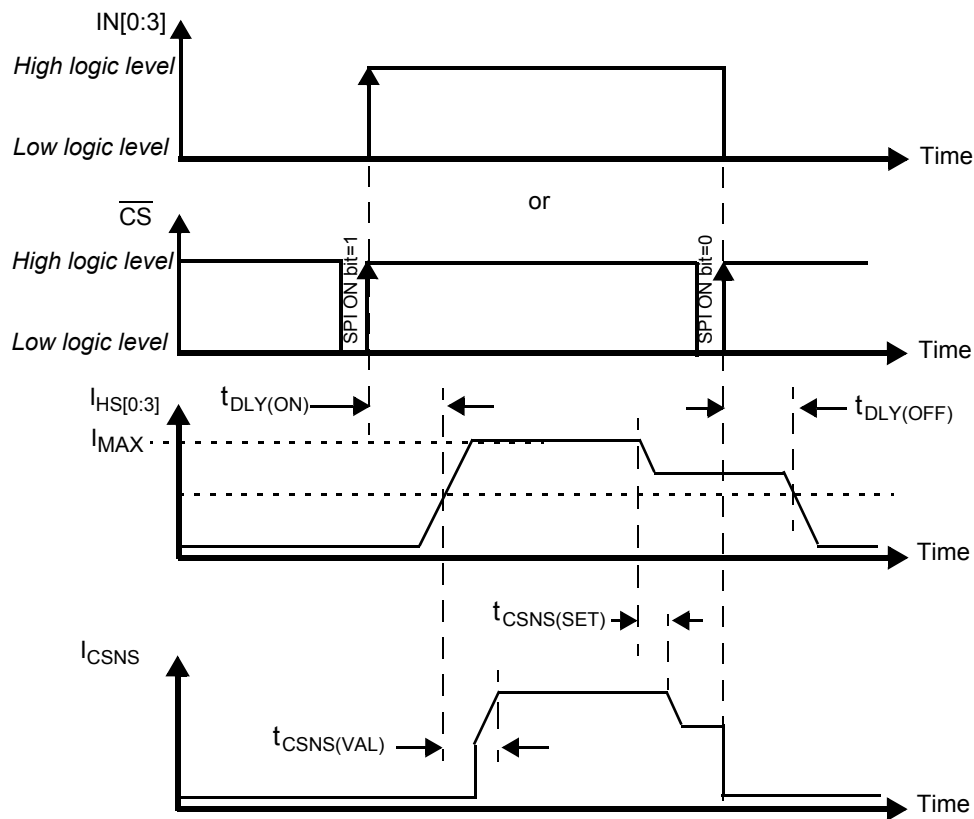 IN[0:3]
High logic level
Low logic level
Time
or
CS
High logic level
SPI ON bit=1
SPI ON bit=0
Low logic level
Time
tDLY(ON)
tDLY(OFF)
IHS[0:3]
IMAX
Time
tCSNS(SET)
ICSNS
tCSNS(VAL)
Time